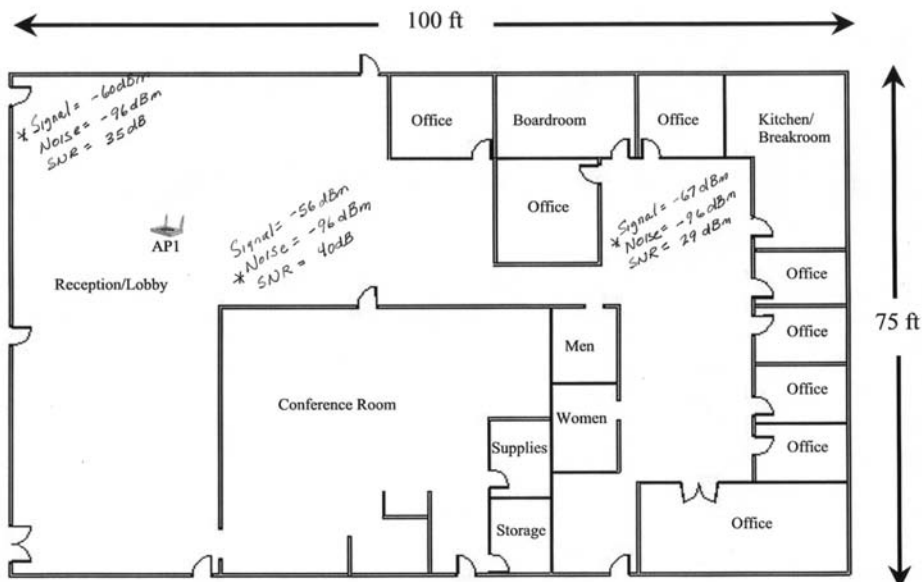 100 ft
* Signal = -60dBm
Noise = -96dBm
SNR = 35dB
Office
Boardroom
Office
Kitchen/
Breakroom
Signal= -56dBm
*Noise= -96dBm
SNR = 40dB
Office
* Signal= -67dBm
Noise= -96dBm
SNR = 29dBm
AP1
Reception/Lobby
Office
75 ft
Office
Men
Conference Room
Office
Women
Supplies
Office
Storage
Office